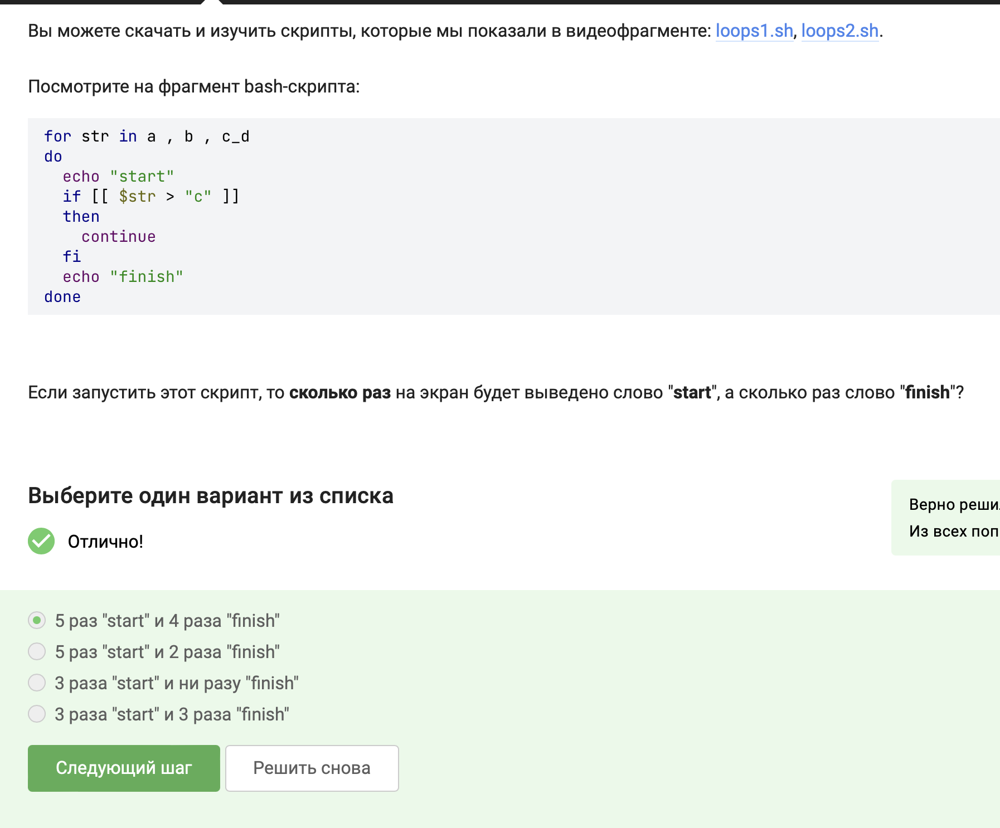 Вы можете скачать и изучить скрипты, которые мы показали в видеофрагменте: loops1.sh, loops2.sh.
Посмотрите на фрагмент bash-скрипта:
for str in a , b , c_d
do
  echo "start"
  if [[ $str > "c" ]]
  then
    continue
  fi
  echo "finish"
done
Если запустить этот скрипт, то сколько раз на экран будет выведено слово "start", а сколько раз слово "finish"?
Выберите один вариант из списка
Верно
Из всех
Отлично!
5 раз "start" и 4 раза "finish"
5 раз "start" и 2 раза "finish"
3 раза "start" и ни разу "finish"
3 раза "start" и 3 раза "finish"
Следующий шаг Решить снова